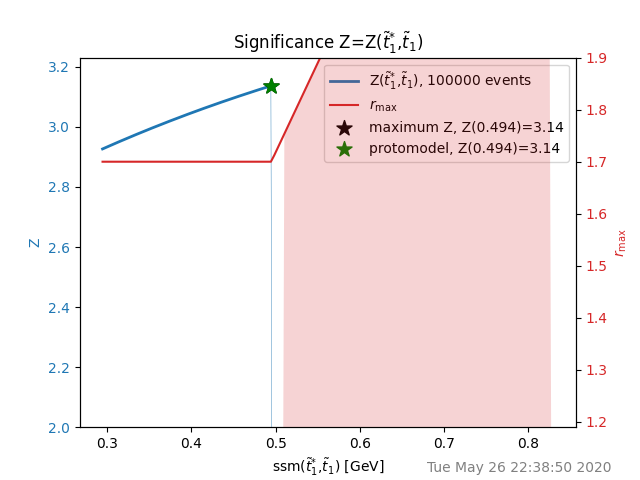 Significance Z=Z(t̃₁*,t̃₁)
Z(t̃₁*,t̃₁), 100000 events
r_max
maximum Z, Z(0.494)=3.14
protomodel, Z(0.494)=3.14
Z
3.2
3.0
2.8
2.6
2.4
2.2
2.0
1.9
1.8
1.7
1.6
1.5
1.4
1.3
1.2
r_max
0.3 0.4 0.5 0.6 0.7 0.8
ssm(t̃₁*,t̃₁) [GeV]
Tue May 26 22:38:50 2020